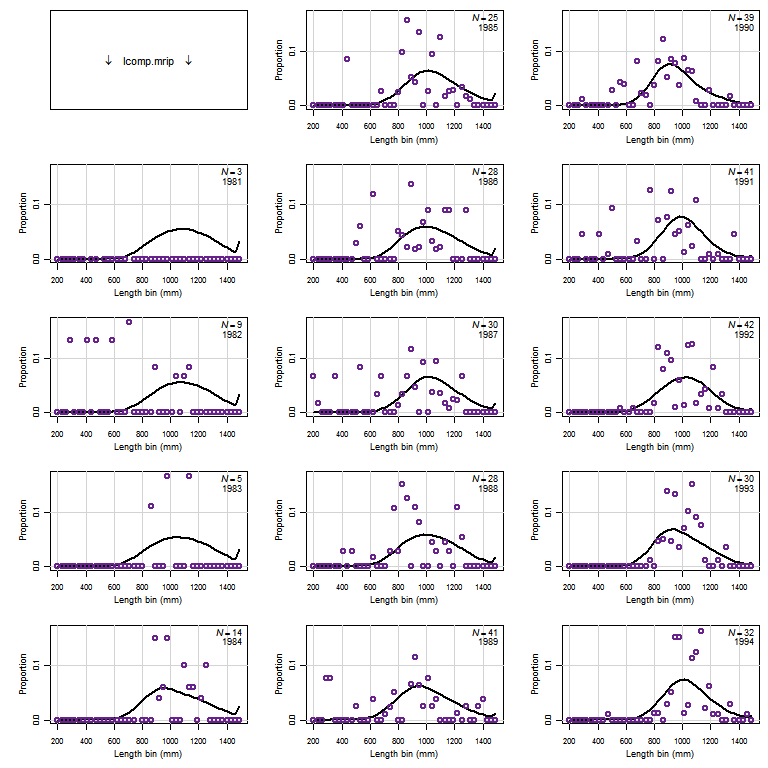 ↓ lcomp.mrip ↓
N = 25
1985
Proportion
0.0 0.1
200 400 600 800 1000 1200 1400
Length bin (mm)
N = 39
1990
Proportion
0.0 0.1
200 400 600 800 1000 1200 1400
Length bin (mm)
N = 3
1981
Proportion
0.0 0.1
200 400 600 800 1000 1200 1400
Length bin (mm)
N = 28
1986
Proportion
0.0 0.1
200 400 600 800 1000 1200 1400
Length bin (mm)
N = 41
1991
Proportion
0.0 0.1
200 400 600 800 1000 1200 1400
Length bin (mm)
N = 9
1982
Proportion
0.0 0.1
200 400 600 800 1000 1200 1400
Length bin (mm)
N = 30
1987
Proportion
0.0 0.1
200 400 600 800 1000 1200 1400
Length bin (mm)
N = 42
1992
Proportion
0.0 0.1
200 400 600 800 1000 1200 1400
Length bin (mm)
N = 5
1983
Proportion
0.0 0.1
200 400 600 800 1000 1200 1400
Length bin (mm)
N = 28
1988
Proportion
0.0 0.1
200 400 600 800 1000 1200 1400
Length bin (mm)
N = 30
1993
Proportion
0.0 0.1
200 400 600 800 1000 1200 1400
Length bin (mm)
N = 14
1984
Proportion
0.0 0.1
200 400 600 800 1000 1200 1400
Length bin (mm)
N = 41
1989
Proportion
0.0 0.1
200 400 600 800 1000 1200 1400
Length bin (mm)
N = 32
1994
Proportion
0.0 0.1
200 400 600 800 1000 1200 1400
Length bin (mm)